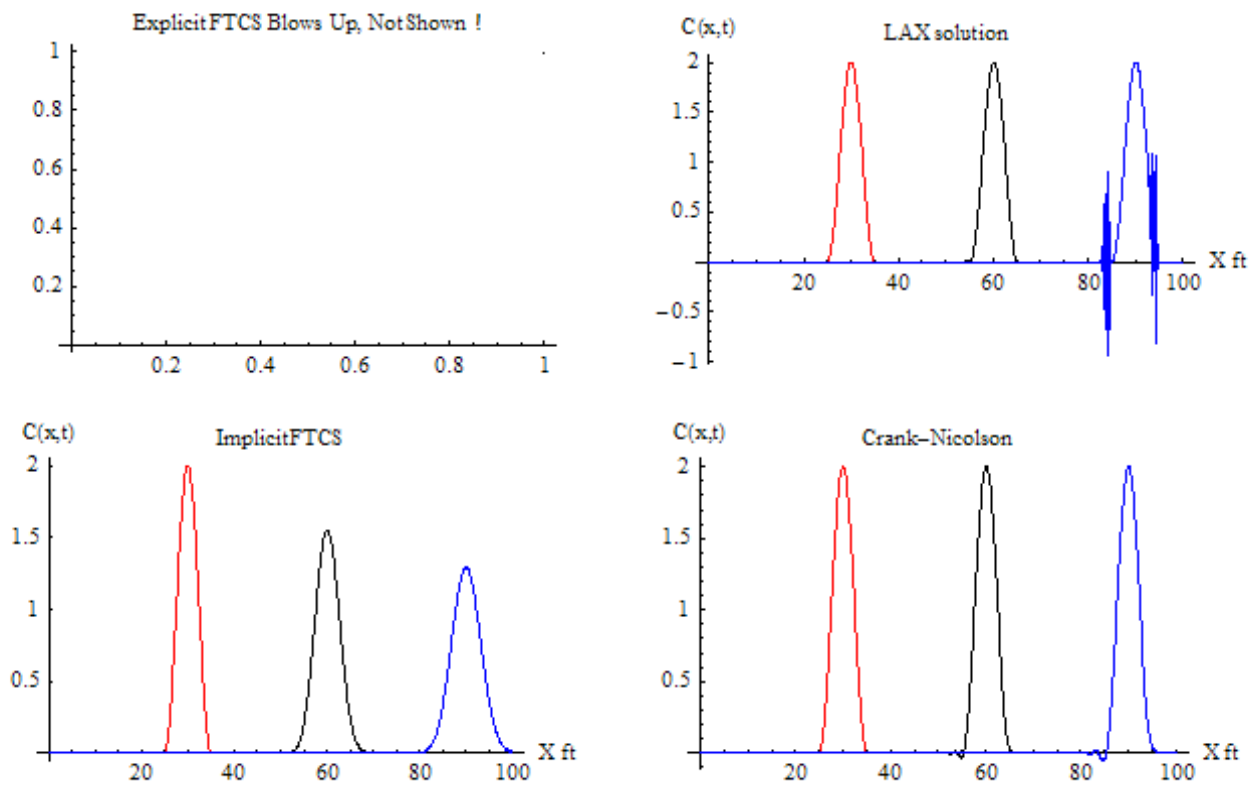 Explicit FTCS Blows Up, Not Shown !
1
0.8
0.6
0.4
0.2
0.2 0.4 0.6 0.8 1
C(x,t)
LAX solution
2
1.5
1
0.5
−0.5
−1
20 40 60 80 100
X ft
C(x,t)
Implicit FTCS
2
1.5
1
0.5
20 40 60 80 100
X ft
C(x,t)
Crank−Nicolson
2
1.5
1
0.5
20 40 60 80 100
X ft